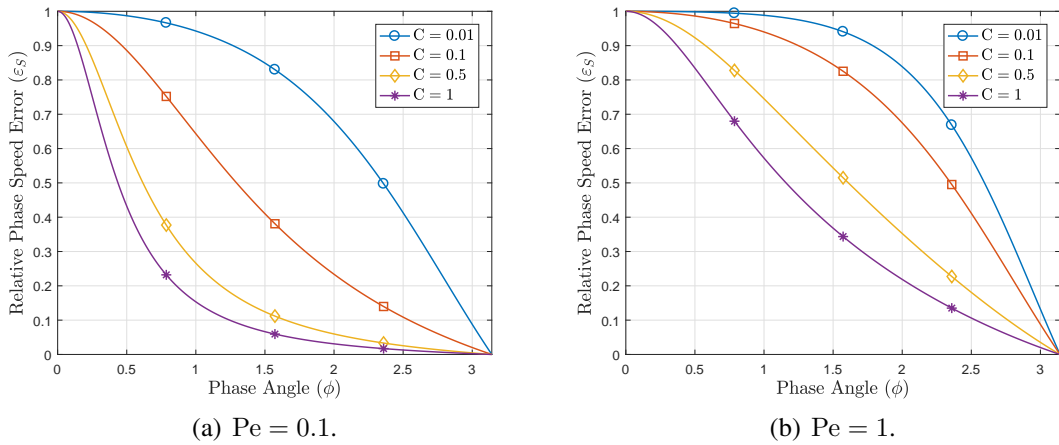 Relative Phase Speed Error (εS)
1
0.9
0.8
0.7
0.6
0.5
0.4
0.3
0.2
0.1
0
0 0.5 1 1.5 2 2.5 3
Phase Angle (ϕ)
C = 0.01
C = 0.1
C = 0.5
C = 1
(a) Pe = 0.1.
Relative Phase Speed Error (εS)
1
0.9
0.8
0.7
0.6
0.5
0.4
0.3
0.2
0.1
0
0 0.5 1 1.5 2 2.5 3
Phase Angle (ϕ)
C = 0.01
C = 0.1
C = 0.5
C = 1
(b) Pe = 1.